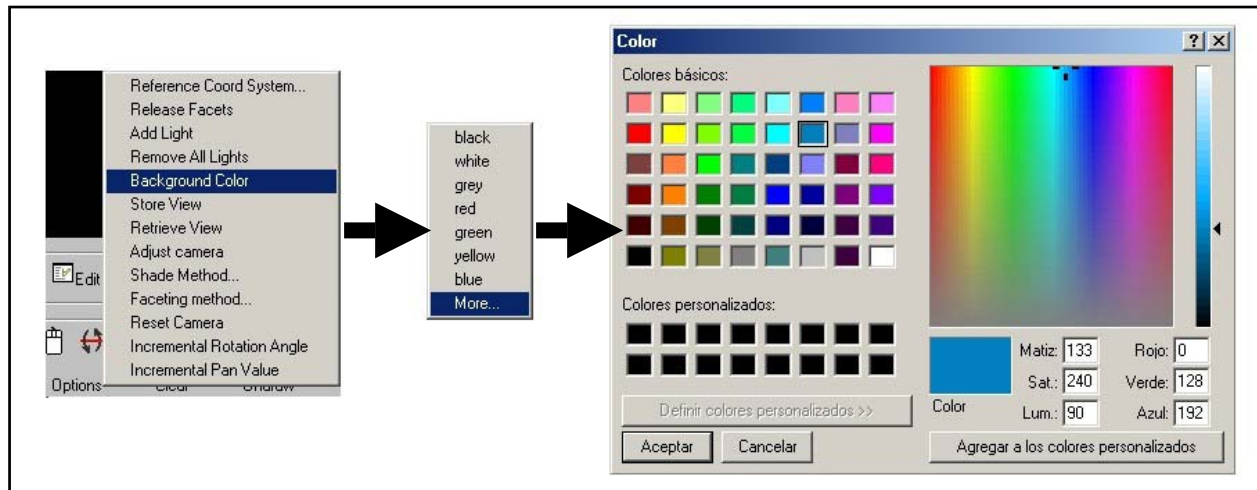 Reference Coord System...
Release Facets
Add Light
Remove All Lights
Background Color
Store View
Retrieve View
Adjust camera
Shade Method...
Faceting method...
Reset Camera
Incremental Rotation Angle
Incremental Pan Value
Edit
Options
black
white
grey
red
green
yellow
blue
More...
Color
Colores básicos:
Colores personalizados:
Definir colores personalizados >>
Aceptar
Cancelar
Color
Matiz: 133
Sat.: 240
Lum.: 90
Rojo: 0
Verde: 128
Azul: 192
Agregar a los colores personalizados